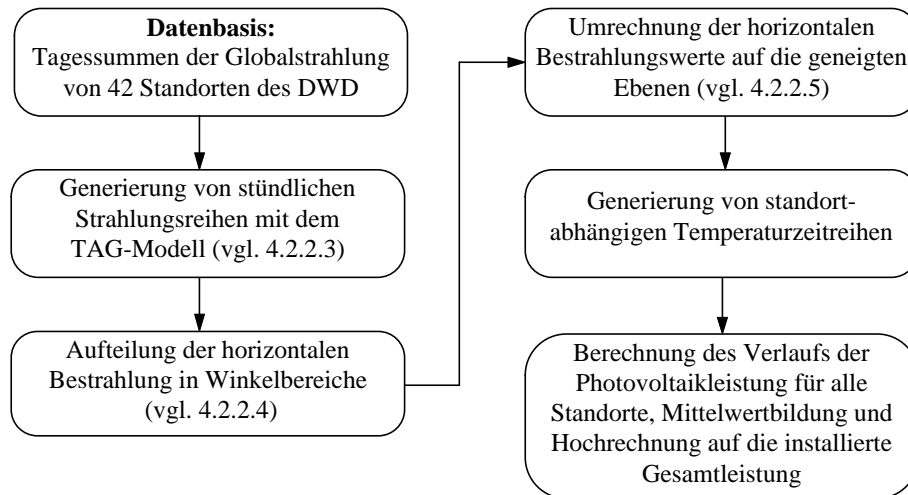 Datenbasis:
Tagessummen der Globalstrahlung
von 42 Standorten des DWD
Generierung von stündlichen
Strahlungsreihen mit dem
TAG-Modell (vgl. 4.2.2.3)
Aufteilung der horizontalen
Bestrahlung in Winkelbereiche
(vgl. 4.2.2.4)
Umrechnung der horizontalen
Bestrahlungswerte auf die geneigten
Ebenen (vgl. 4.2.2.5)
Generierung von standort-
abhängigen Temperaturzeitreihen
Berechnung des Verlaufs der
Photovoltaikleistung für alle
Standorte, Mittelwertbildung und
Hochrechnung auf die installierte
Gesamtleistung